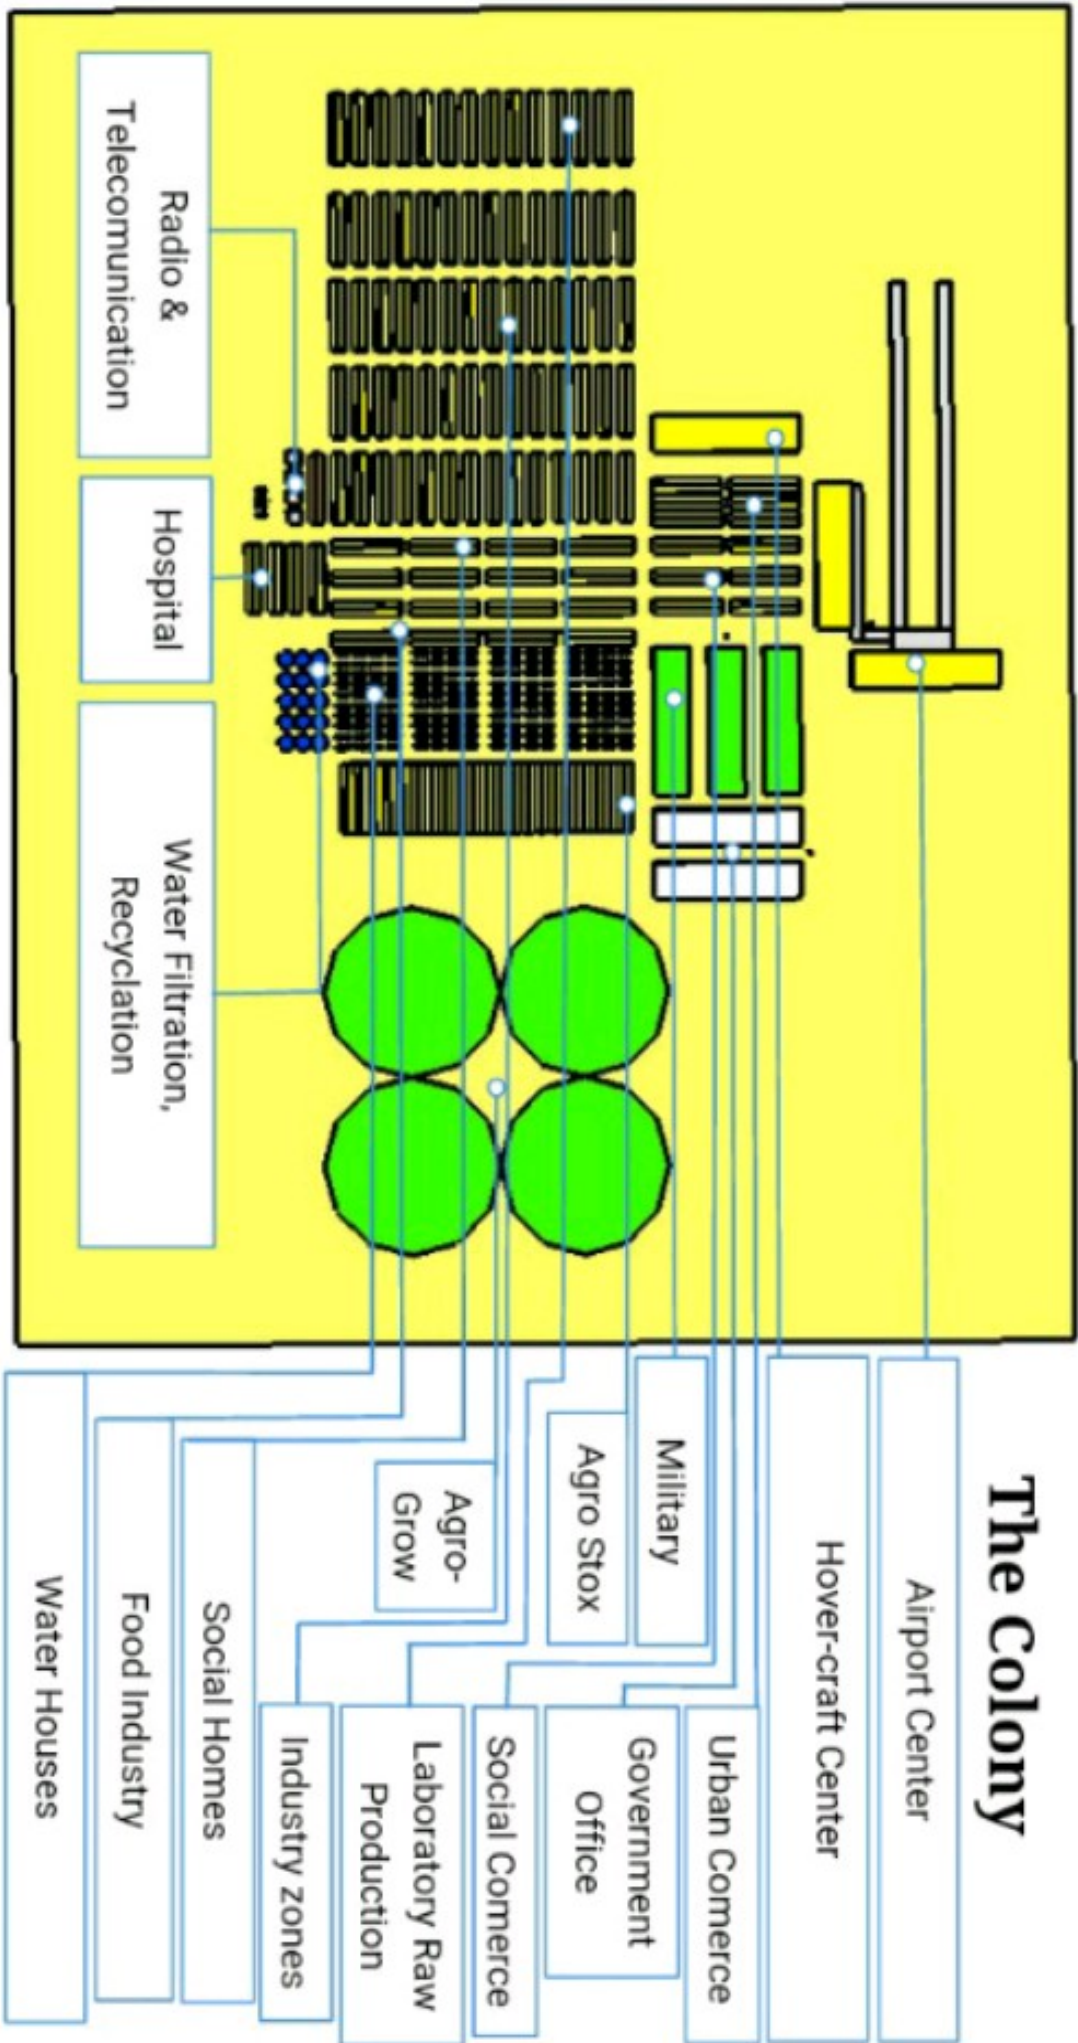 The Colony
Airport Center
Hover-craft Center
Urban Comerce
Government
Office
Social Comerce
Laboratory Raw
Production
Industry zones
Social Homes
Food Industry
Water Houses
Military
Agro Stox
Agro-
Grow
Radio &
Telecomunication
Hospital
Water Filtration,
Recyclation